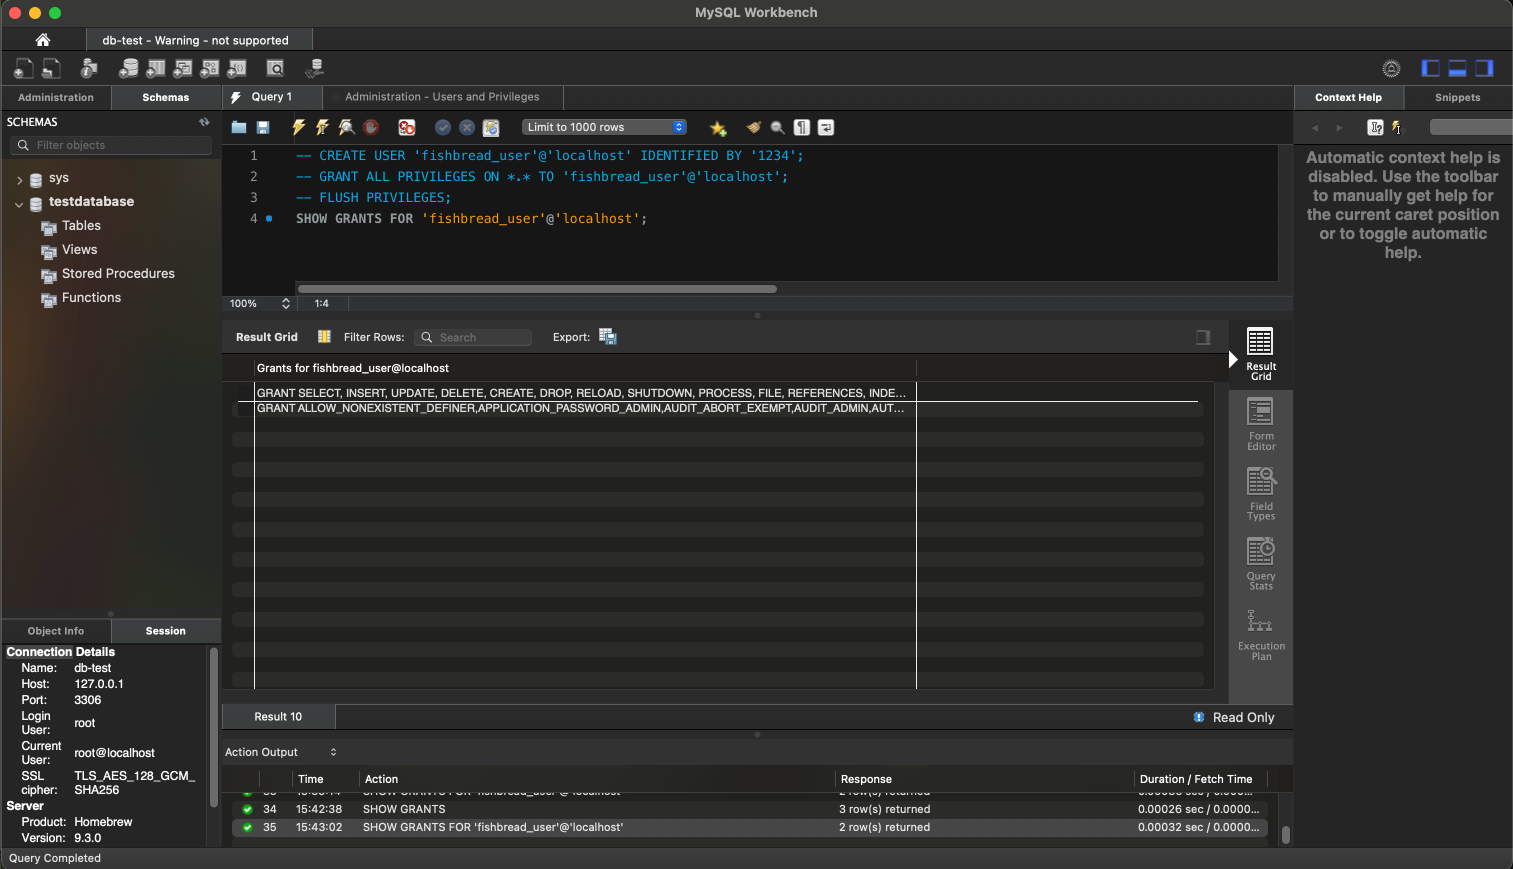 MySQL Workbench
db-test - Warning - not supported
Administration
Schemas
Query 1
Administration - Users and Privileges
Context Help
Snippets
SCHEMAS
Filter objects
sys
testdatabase
Tables
Views
Stored Procedures
Functions
Limit to 1000 rows
1 -- CREATE USER 'fishbread_user'@'localhost' IDENTIFIED BY '1234';
2 -- GRANT ALL PRIVILEGES ON *.* TO 'fishbread_user'@'localhost';
3 -- FLUSH PRIVILEGES;
4 SHOW GRANTS FOR 'fishbread_user'@'localhost';
100% 1:4
Automatic context help is
disabled. Use the toolbar
to manually get help for
the current caret position
or to toggle automatic
help.
Result Grid
Filter Rows:
Search
Export:
Grants for fishbread_user@localhost
GRANT SELECT, INSERT, UPDATE, DELETE, CREATE, DROP, RELOAD, SHUTDOWN, PROCESS, FILE, REFERENCES, INDE...
GRANT ALLOW_NONEXISTENT_DEFINER,APPLICATION_PASSWORD_ADMIN,AUDIT_ABORT_EXEMPT,AUDIT_ADMIN,AUT...
Result
Grid
Form
Editor
Field
Types
Query
Stats
Execution
Plan
Object Info
Session
Connection Details
Name: db-test
Host: 127.0.0.1
Port: 3306
Login
User: root
Current
User: root@localhost
SSL
cipher: TLS_AES_128_GCM_
SHA256
Server
Product: Homebrew
Version: 9.3.0
Result 10
Read Only
Action Output
Time Action Response Duration / Fetch Time
34 15:42:38 SHOW GRANTS 3 row(s) returned 0.00026 sec / 0.0000...
35 15:43:02 SHOW GRANTS FOR 'fishbread_user'@'localhost' 2 row(s) returned 0.00032 sec / 0.0000...
Query Completed